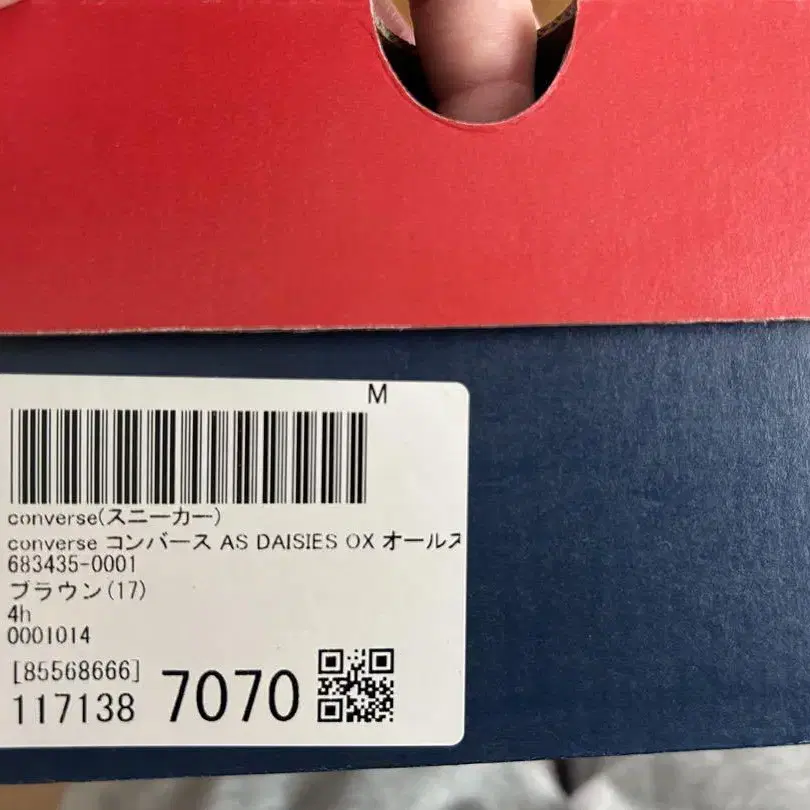 M
converse(スニーカー)
converse コンバース AS DAISIES OX オールス
683435-0001
ブラウン(17)
4h
0001014
[85568666]
117138 7070